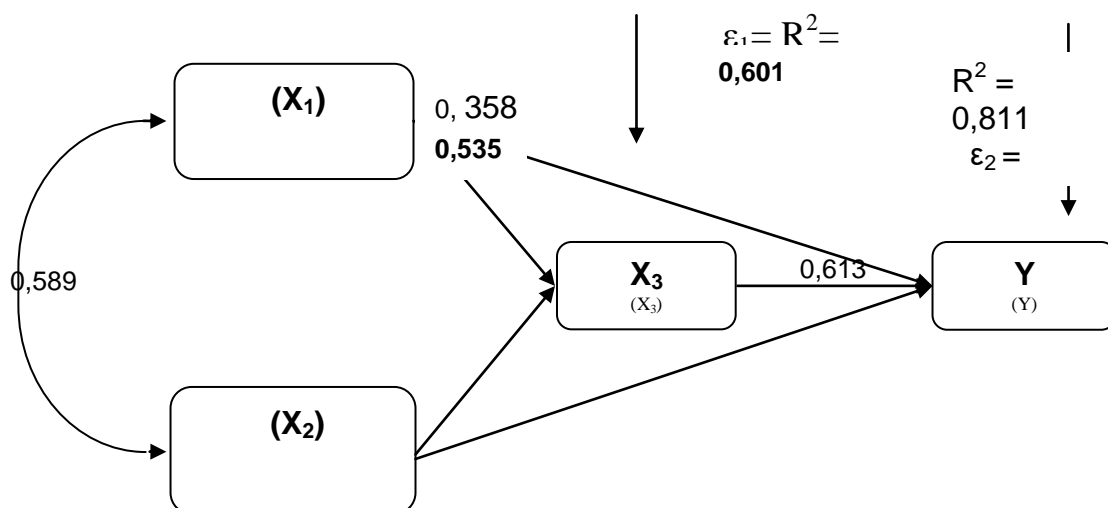 ε₁= R²=
0,601
(X₁)
0, 358
0,535
R² =
0,811
ε₂ =
0,589
X₃
(X₃)
0,613
Y
(Y)
(X₂)